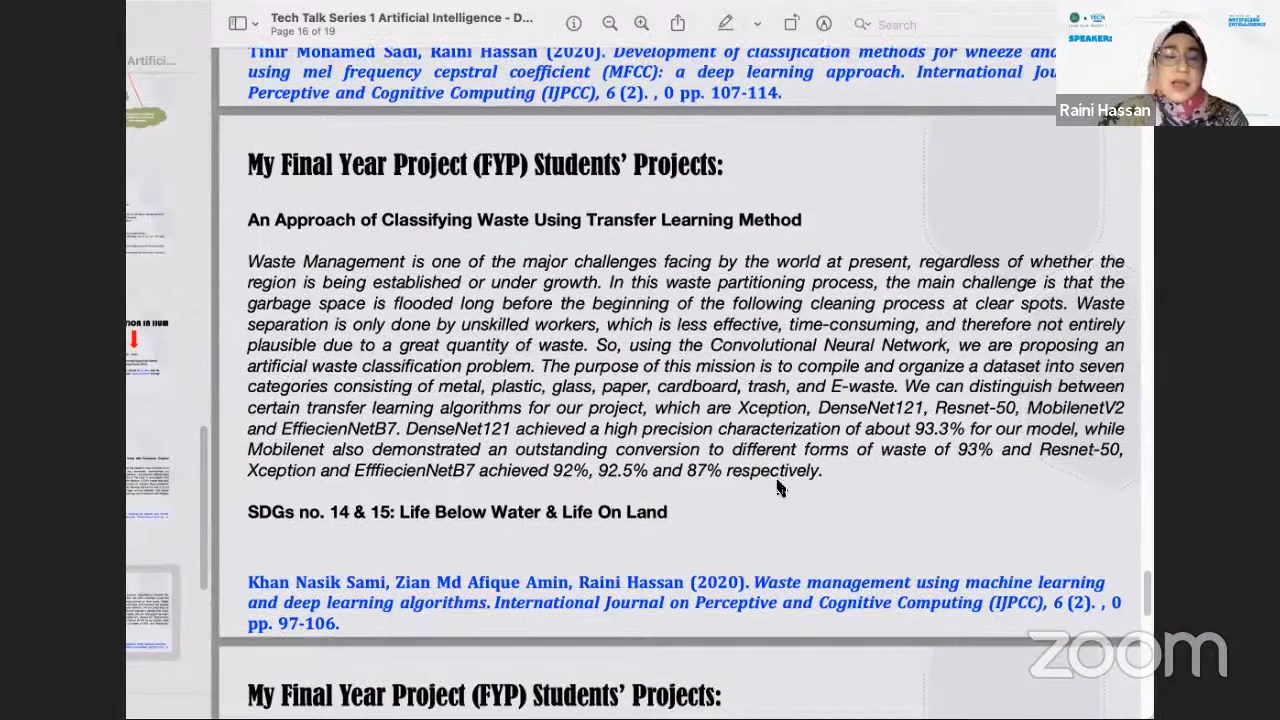 Tech Talk Series 1 Artificial Intelligence - D...
Page 16 of 19
Search
TECH
SPEAKER:
ARTIFICIAL
INTELLIGENCE
Raini Hassan
Artifici...
Tinir Mohamed Sadi, Raini Hassan (2020). Development of classification methods for wheeze and
using mel frequency cepstral coefficient (MFCC): a deep learning approach. International Jou
Perceptive and Cognitive Computing (IJPCC), 6 (2). , 0 pp. 107-114.
My Final Year Project (FYP) Students’ Projects:
An Approach of Classifying Waste Using Transfer Learning Method
Waste Management is one of the major challenges facing by the world at present, regardless of whether the
region is being established or under growth. In this waste partitioning process, the main challenge is that the
garbage space is flooded long before the beginning of the following cleaning process at clear spots. Waste
separation is only done by unskilled workers, which is less effective, time-consuming, and therefore not entirely
plausible due to a great quantity of waste. So, using the Convolutional Neural Network, we are proposing an
artificial waste classification problem. The purpose of this mission is to compile and organize a dataset into seven
categories consisting of metal, plastic, glass, paper, cardboard, trash, and E-waste. We can distinguish between
certain transfer learning algorithms for our project, which are Xception, DenseNet121, Resnet-50, MobilenetV2
and EffiecienNetB7. DenseNet121 achieved a high precision characterization of about 93.3% for our model, while
Mobilenet also demonstrated an outstanding conversion to different forms of waste of 93% and Resnet-50,
Xception and EfffiecienNetB7 achieved 92%, 92.5% and 87% respectively.
SDGs no. 14 & 15: Life Below Water & Life On Land
Khan Nasik Sami, Zian Md Afique Amin, Raini Hassan (2020). Waste management using machine learning
and deep learning algorithms. International Journal on Perceptive and Cognitive Computing (IJPCC), 6 (2). , 0
pp. 97-106.
My Final Year Project (FYP) Students’ Projects:
TION IN IIUM
zoom